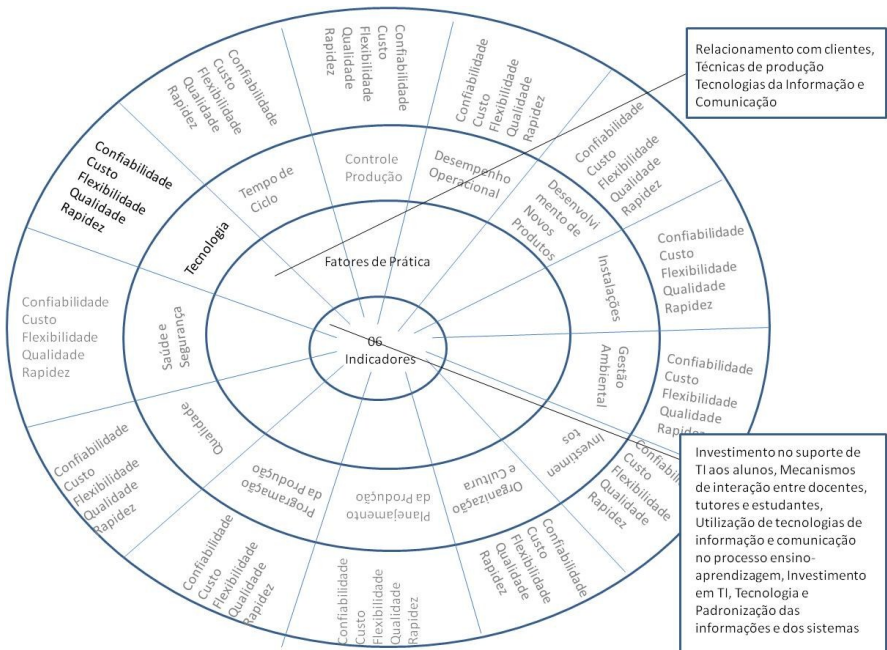 Relacionamento com clientes,
Técnicas de produção
Tecnologias da Informação e
Comunicação
Confiabilidade
Custo
Flexibilidade
Qualidade
Rapidez
Controle
Produção
Confiabilidade
Custo
Flexibilidade
Qualidade
Rapidez
Desempenho
Operacional
Confiabilidade
Custo
Flexibilidade
Qualidade
Rapidez
Desenvolvi
mento de
Novos
Produtos
Confiabilidade
Custo
Flexibilidade
Qualidade
Rapidez
Instalações
Confiabilidade
Custo
Flexibilidade
Qualidade
Rapidez
Gestão
Ambiental
Confiabilidade
Custo
Flexibilidade
Qualidade
Investimen
tos
Custo
Flexibilidade
Qualidade
Rapidez
Organização
e Cultura
Confiabilidade
Custo
Flexibilidade
Qualidade
Rapidez
Planejamento
da Produção
Confiabilidade
Custo
Flexibilidade
Qualidade
Rapidez
Programação
da Produção
Confiabilidade
Custo
Flexibilidade
Qualidade
Rapidez
Qualidade
Confiabilidade
Custo
Flexibilidade
Qualidade
Rapidez
Saúde e
Segurança
Confiabilidade
Custo
Flexibilidade
Qualidade
Rapidez
Tecnologia
Confiabilidade
Custo
Flexibilidade
Qualidade
Rapidez
Tempo de
Ciclo
Confiabilidade
Custo
Flexibilidade
Qualidade
Rapidez
Fatores de Prática
06
Indicadores
Investimento no suporte de
TI aos alunos, Mecanismos
de interação entre docentes,
tutores e estudantes,
Utilização de tecnologias de
informação e comunicação
no processo ensino-
aprendizagem, Investimento
em TI, Tecnologia e
Padronização das
informações e dos sistemas